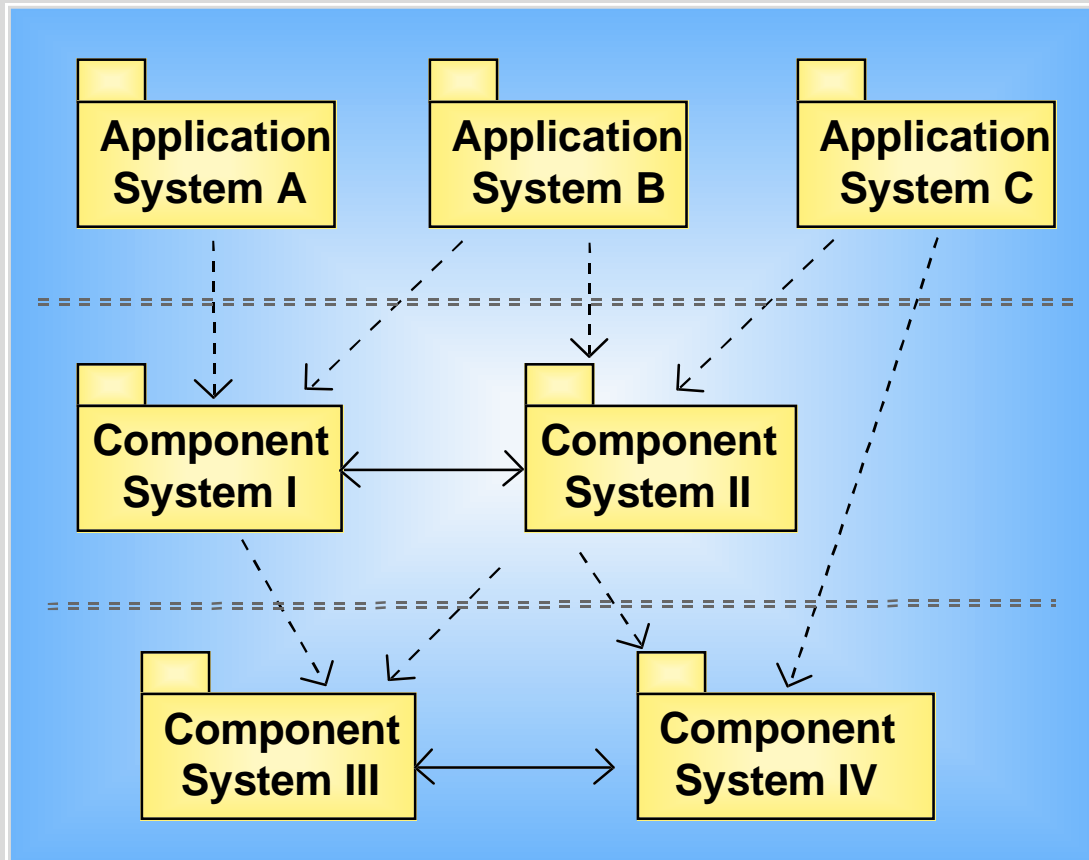 Application
System A
Application
System B
Application
System C
Component
System I
Component
System II
Component
System III
Component
System IV